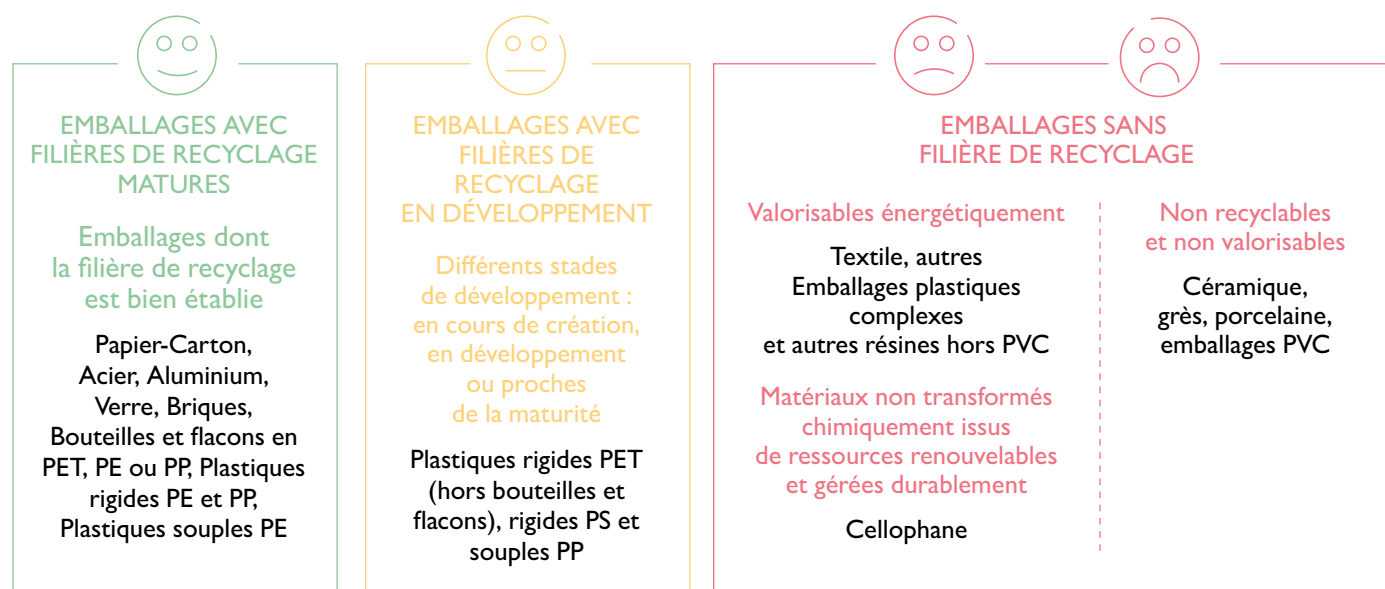 EMBALLAGES AVEC
FILIÈRES DE RECYCLAGE
MATURES
Emballages dont
la filière de recyclage
est bien établie
Papier-Carton,
Acier, Aluminium,
Verre, Briques,
Bouteilles et flacons en
PET, PE ou PP, Plastiques
rigides PE et PP,
Plastiques souples PE
EMBALLAGES AVEC
FILIÈRES DE
RECYCLAGE
EN DÉVELOPPEMENT
Différents stades
de développement :
en cours de création,
en développement
ou proches
de la maturité
Plastiques rigides PET
(hors bouteilles et
flacons), rigides PS et
souples PP
EMBALLAGES SANS
FILIÈRE DE RECYCLAGE
Valorisables énergétiquement
Textile, autres
Emballages plastiques
complexes
et autres résines hors PVC
Matériaux non transformés
chimiquement issus
de ressources renouvelables
et gérées durablement
Cellophane
Non recyclables
et non valorisables
Céramique,
grès, porcelaine,
emballages PVC